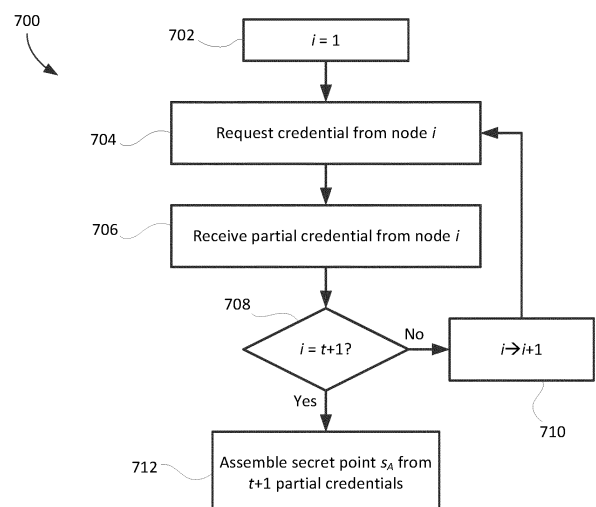 700
702
i = 1
704
Request credential from node i
706
Receive partial credential from node i
708
i = t+1?
No
i→i+1
710
Yes
712
Assemble secret point s_A from
t+1 partial credentials